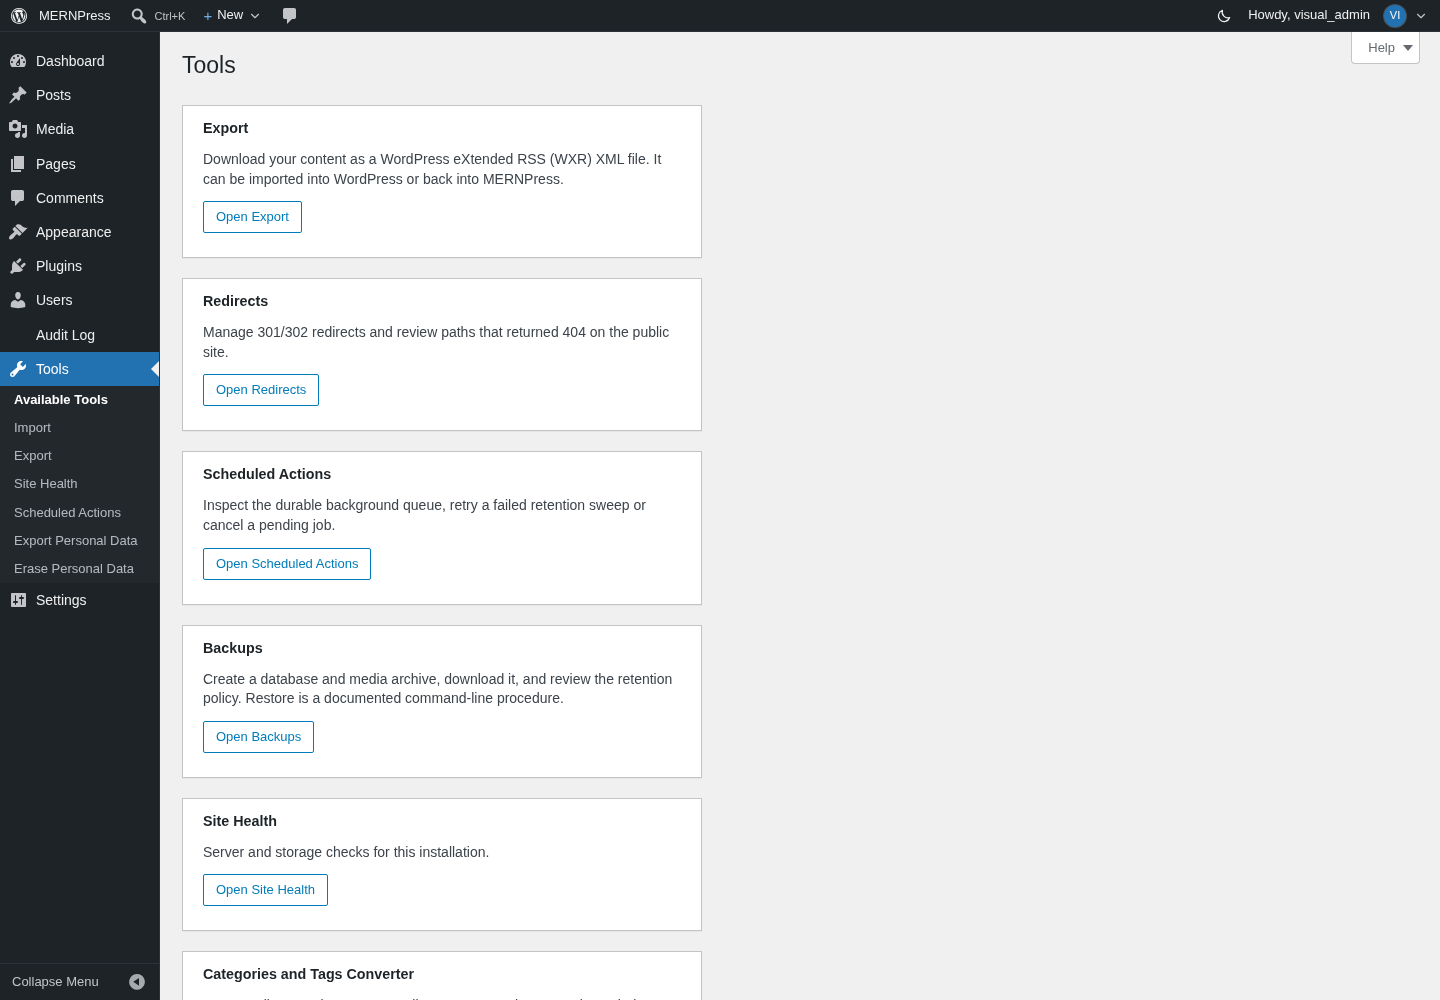 MERNPress
Ctrl+K
+ New
Howdy, visual_admin
VI
Help
Dashboard
Posts
Media
Pages
Comments
Appearance
Plugins
Users
Audit Log
Tools
Available Tools
Import
Export
Site Health
Scheduled Actions
Export Personal Data
Erase Personal Data
Settings
Collapse Menu
Tools
Export
Download your content as a WordPress eXtended RSS (WXR) XML file. It
can be imported into WordPress or back into MERNPress.
Open Export
Redirects
Manage 301/302 redirects and review paths that returned 404 on the public
site.
Open Redirects
Scheduled Actions
Inspect the durable background queue, retry a failed retention sweep or
cancel a pending job.
Open Scheduled Actions
Backups
Create a database and media archive, download it, and review the retention
policy. Restore is a documented command-line procedure.
Open Backups
Site Health
Server and storage checks for this installation.
Open Site Health
Categories and Tags Converter